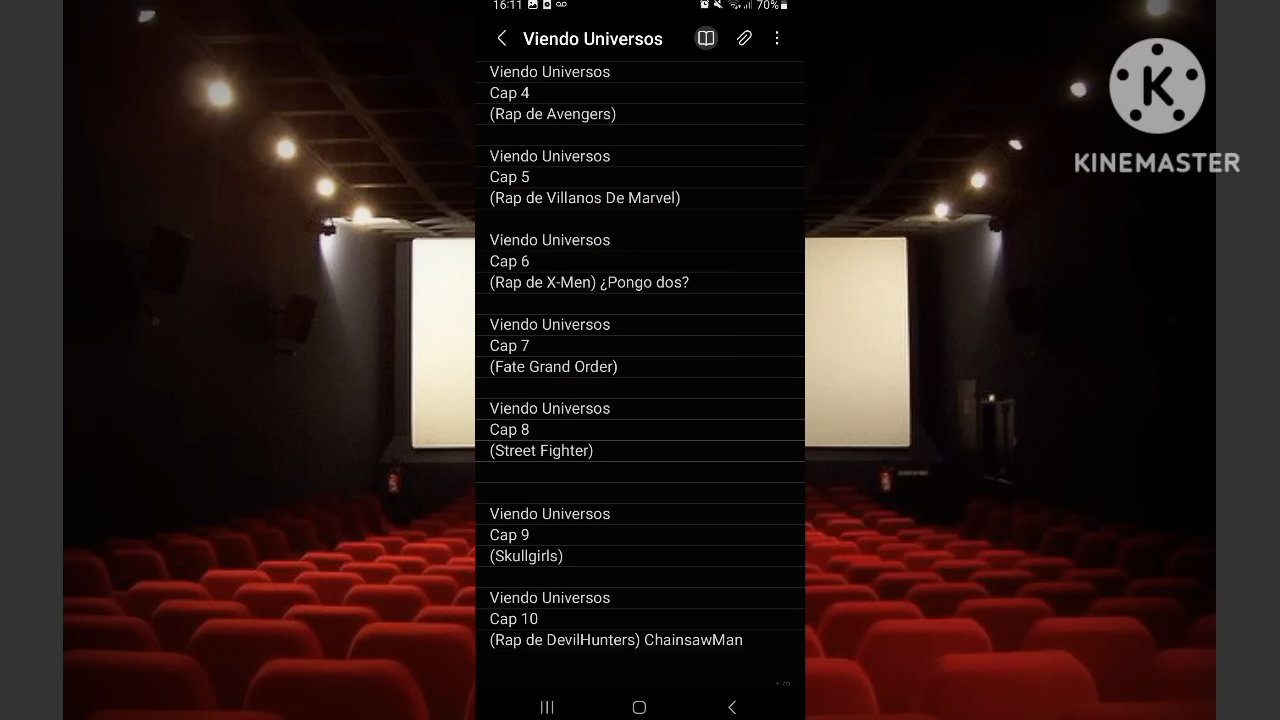 16:11
70%
Viendo Universos
KINEMASTER
Viendo Universos
Cap 4
(Rap de Avengers)
Viendo Universos
Cap 5
(Rap de Villanos De Marvel)
Viendo Universos
Cap 6
(Rap de X-Men) ¿Pongo dos?
Viendo Universos
Cap 7
(Fate Grand Order)
Viendo Universos
Cap 8
(Street Fighter)
Viendo Universos
Cap 9
(Skullgirls)
Viendo Universos
Cap 10
(Rap de DevilHunters) ChainsawMan